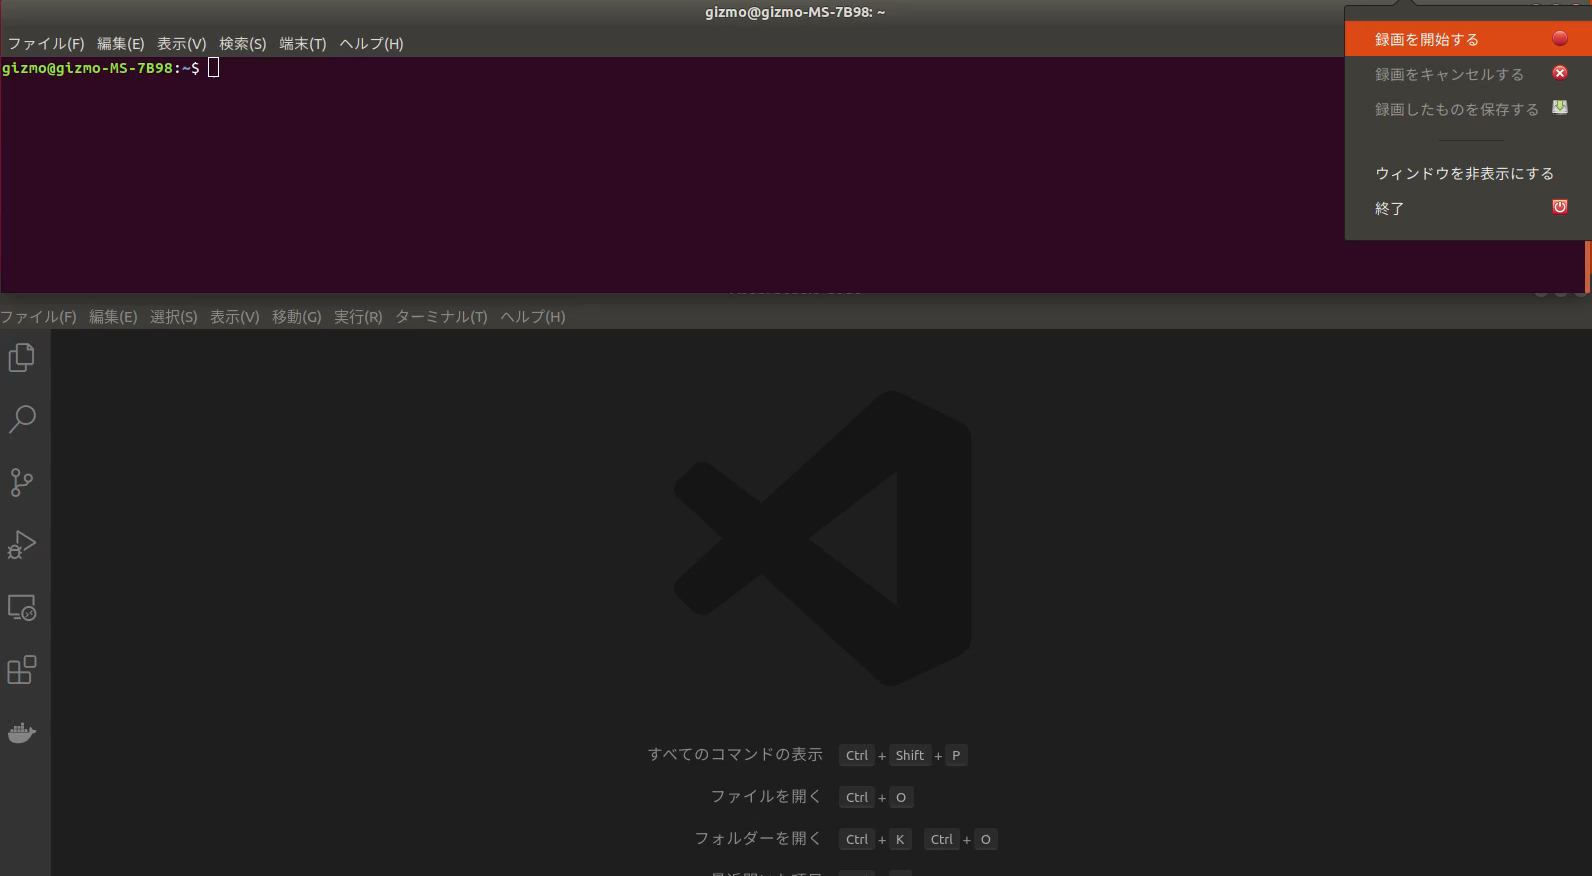 gizmo@gizmo-MS-7B98: ~
ファイル(F) 編集(E) 表示(V) 検索(S) 端末(T) ヘルプ(H)
gizmo@gizmo-MS-7B98:~$
録画を開始する
録画をキャンセルする
録画したものを保存する
ウィンドウを非表示にする
終了
ファイル(F) 編集(E) 選択(S) 表示(V) 移動(G) 実行(R) ターミナル(T) ヘルプ(H)
すべてのコマンドの表示 Ctrl + Shift + P
ファイルを開く Ctrl + O
フォルダーを開く Ctrl + K Ctrl + O